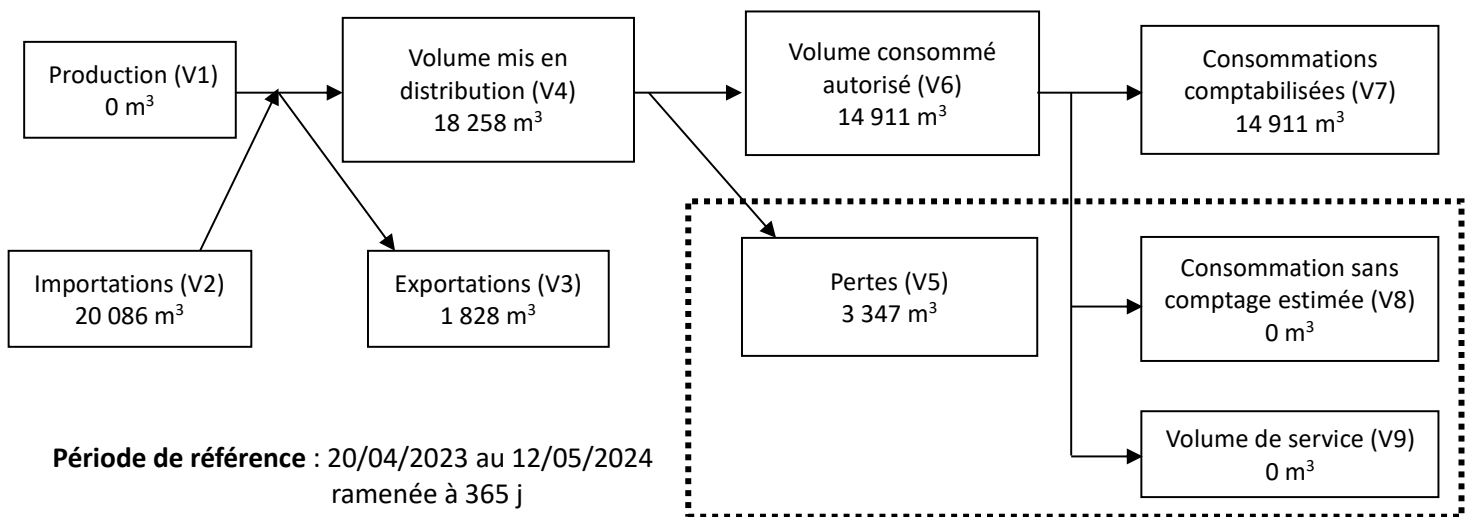 Production (V1)
0 m³
Volume mis en
distribution (V4)
18 258 m³
Volume consommé
autorisé (V6)
14 911 m³
Consommations
comptabilisées (V7)
14 911 m³
Importations (V2)
20 086 m³
Exportations (V3)
1 828 m³
Pertes (V5)
3 347 m³
Consommation sans
comptage estimée (V8)
0 m³
Volume de service (V9)
0 m³
Période de référence : 20/04/2023 au 12/05/2024
ramenée à 365 j